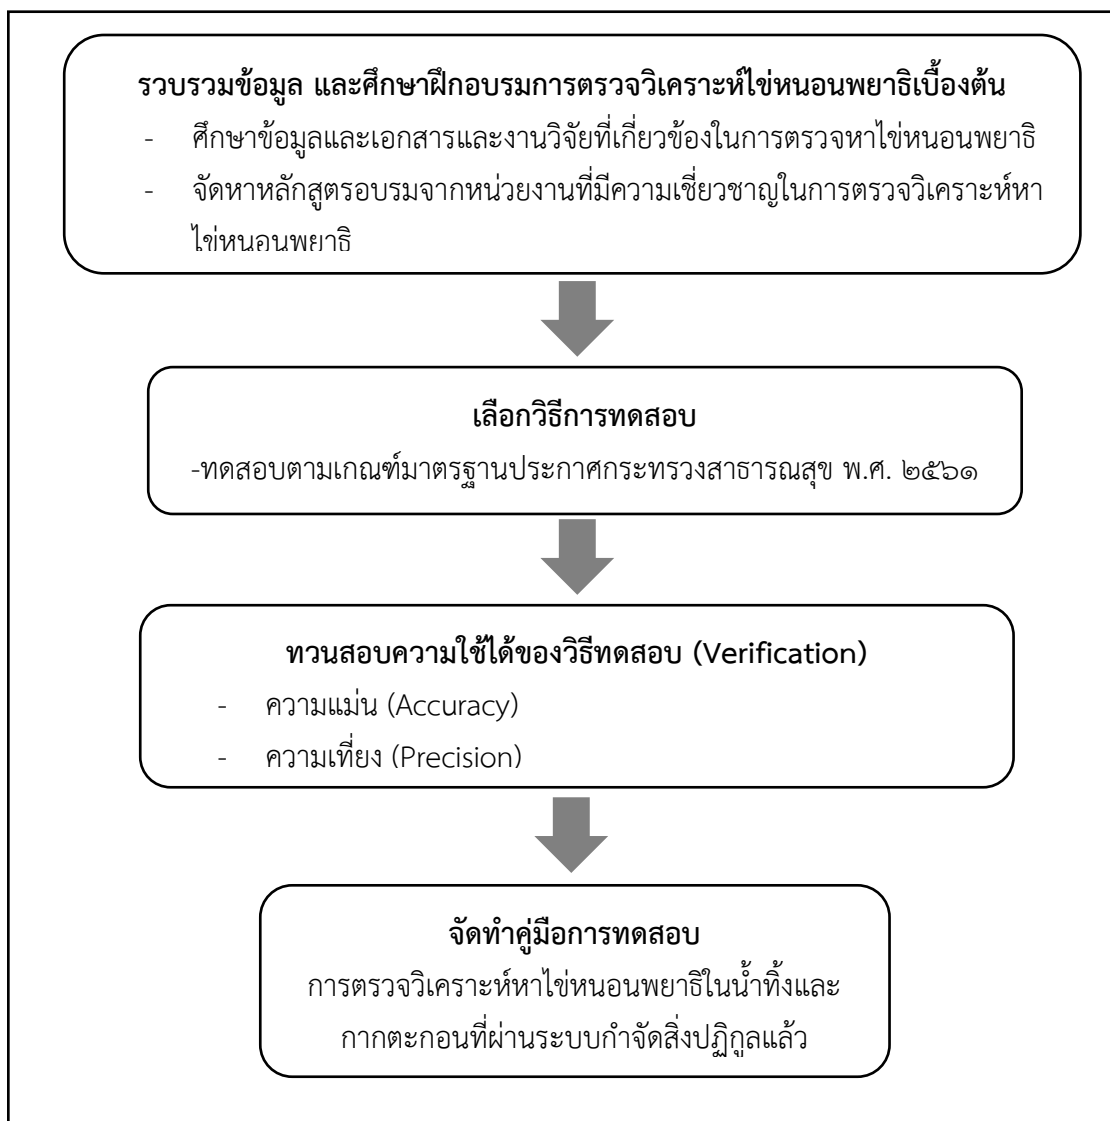 รวบรวมข้อมูล และศึกษาฝึกอบรมการตรวจวิเคราะห์ไข่หนอนพยาธิเบื้องต้น
- ศึกษาข้อมูลและเอกสารและงานวิจัยที่เกี่ยวข้องในการตรวจหาไข่หนอนพยาธิ
- จัดหาหลักสูตรอบรมจากหน่วยงานที่มีความเชี่ยวชาญในการตรวจวิเคราะห์หา
ไข่หนอนพยาธิ
เลือกวิธีการทดสอบ
-ทดสอบตามเกณฑ์มาตรฐานประกาศกระทรวงสาธารณสุข พ.ศ. ๒๕๖๑
ทวนสอบความใช้ได้ของวิธีทดสอบ (Verification)
- ความแม่น (Accuracy)
- ความเที่ยง (Precision)
จัดทำคู่มือการทดสอบ
การตรวจวิเคราะห์หาไข่หนอนพยาธิในน้ำทิ้งและ
กากตะกอนที่ผ่านระบบกำจัดสิ่งปฏิกูลแล้ว